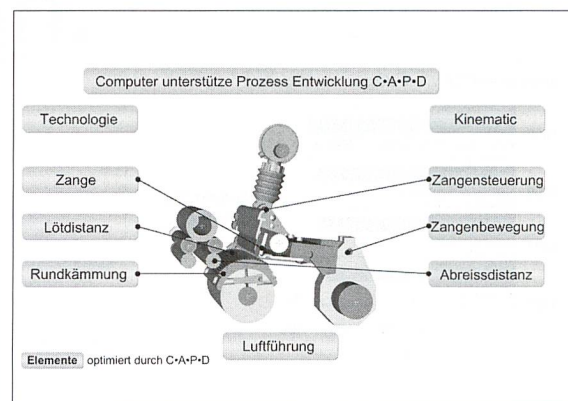 Computer unterstütze Prozess Entwicklung C•A•P•D
Technologie
Kinematic
Zange
Zangensteuerung
Lötdistanz
Zangenbewegung
Rundkämmung
Abreissdistanz
Luftführung
Elemente optimiert durch C•A•P•D